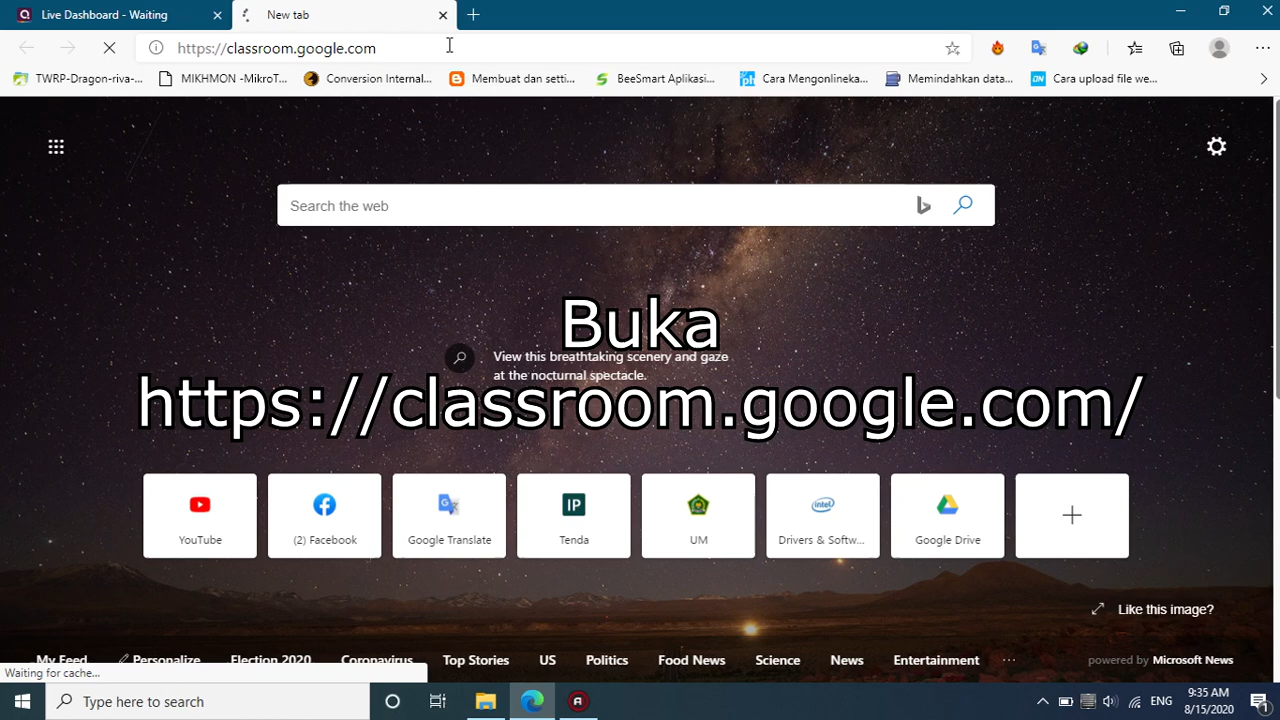 Live Dashboard - Waiting
New tab
https://classroom.google.com
TWRP-Dragon-riva-...
MIKHMON -MikroT...
Conversion Internal...
Membuat dan setti...
BeeSmart Aplikasi...
Cara Mengonlineka...
Memindahkan data...
Cara upload file we...
Search the web
Buka
View this breathtaking scenery and gaze
at the nocturnal spectacle.
https://classroom.google.com/
YouTube
(2) Facebook
Google Translate
IP
Tenda
UM
intel
Drivers & Softw...
Google Drive
Like this image?
My Feed
Personalize
Election 2020
Coronavirus
Top Stories
US
Politics
Food News
Science
News
Entertainment
...
powered by Microsoft News
Waiting for cache...
Type here to search
ENG
9:35 AM
8/15/2020
1